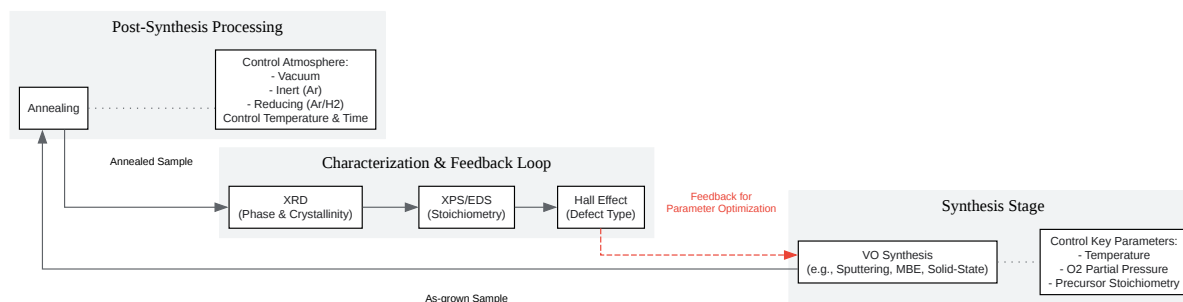 Post-Synthesis Processing
Annealing
Control Atmosphere:
- Vacuum
- Inert (Ar)
- Reducing (Ar/H2)
Control Temperature & Time
Annealed Sample
Characterization & Feedback Loop
XRD
(Phase & Crystallinity)
XPS/EDS
(Stoichiometry)
Hall Effect
(Defect Type)
Feedback for
Parameter Optimization
Synthesis Stage
VO Synthesis
(e.g., Sputtering, MBE, Solid-State)
Control Key Parameters:
- Temperature
- O2 Partial Pressure
- Precursor Stoichiometry
As-grown Sample